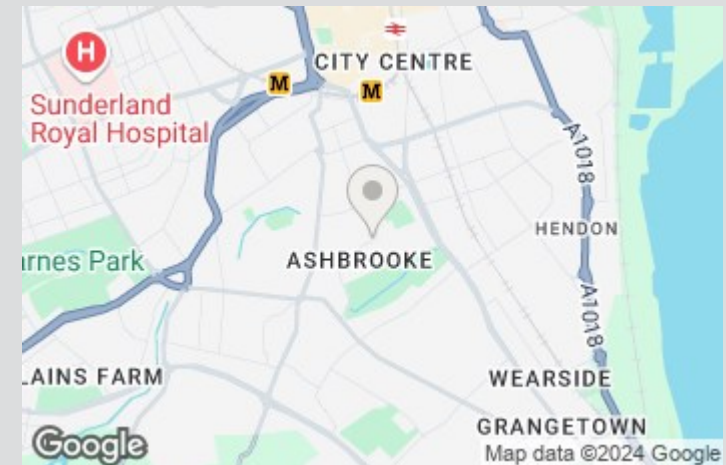 H
CITY CENTRE
M
M
Sunderland
Royal Hospital
A1018
HENDON
arnes Park
ASHBROOKE
A1018
LAINS FARM
WEARSIDE
GRANGETOWN
Google
Map data ©2024 Google